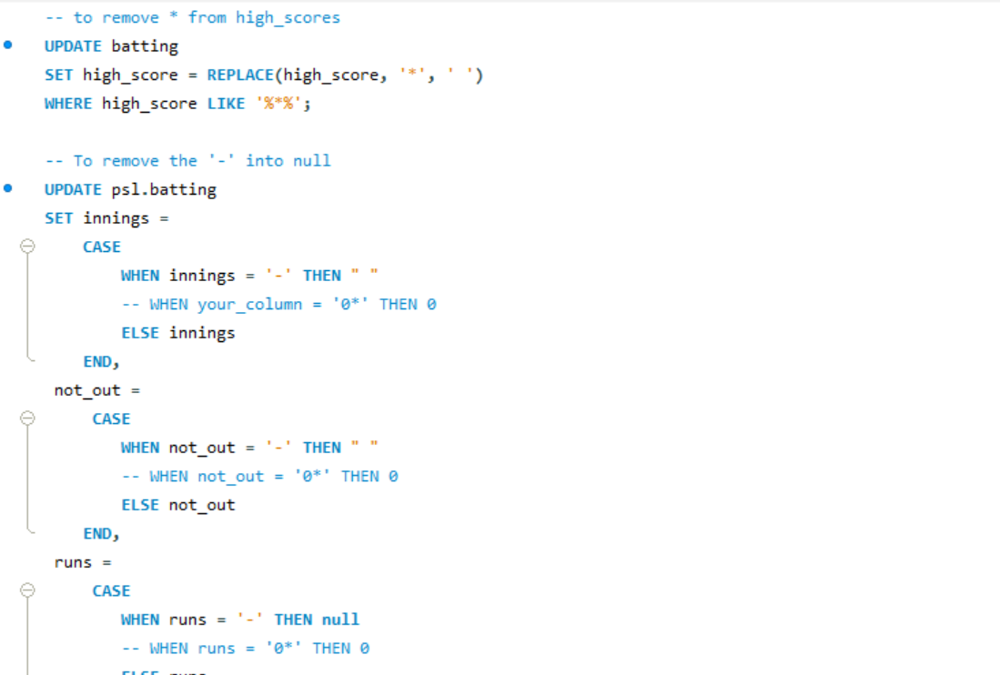 -- to remove * from high_scores
UPDATE batting
SET high_score = REPLACE(high_score, '*', ' ')
WHERE high_score LIKE '%*%';
-- To remove the '-' into null
UPDATE psl.batting
SET innings =
CASE
WHEN innings = '-' THEN " "
-- WHEN your_column = '0*' THEN 0
ELSE innings
END,
not_out =
CASE
WHEN not_out = '-' THEN " "
-- WHEN not_out = '0*' THEN 0
ELSE not_out
END,
runs =
CASE
WHEN runs = '-' THEN null
-- WHEN runs = '0*' THEN 0
ELSE runs